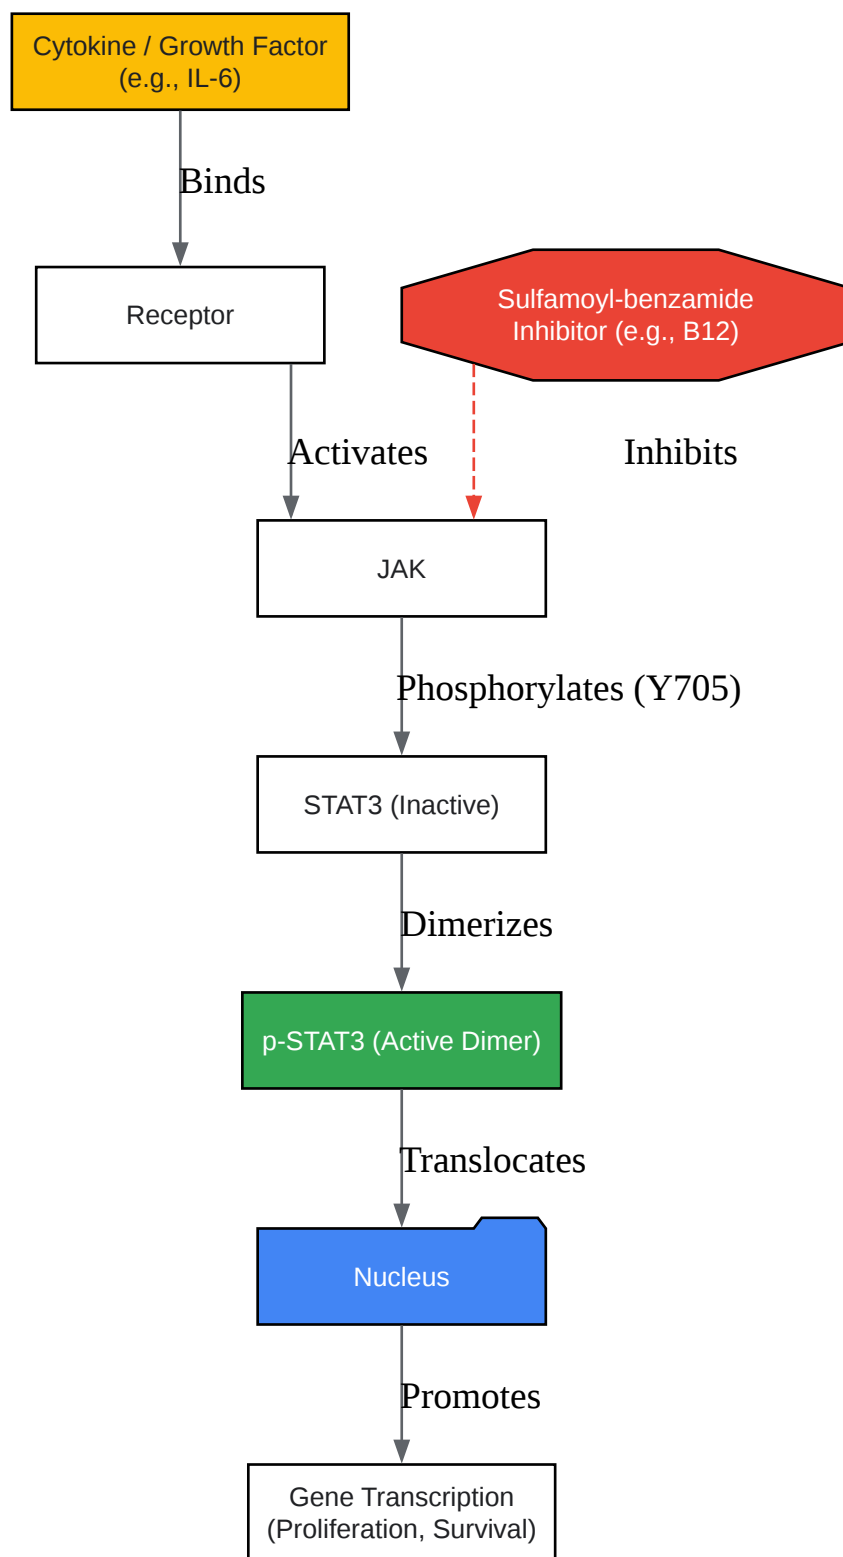 Cytokine / Growth Factor
(e.g., IL-6)
Binds
Receptor
Sulfamoyl-benzamide
Inhibitor (e.g., B12)
Activates
Inhibits
JAK
Phosphorylates (Y705)
STAT3 (Inactive)
Dimerizes
p-STAT3 (Active Dimer)
Translocates
Nucleus
Promotes
Gene Transcription
(Proliferation, Survival)